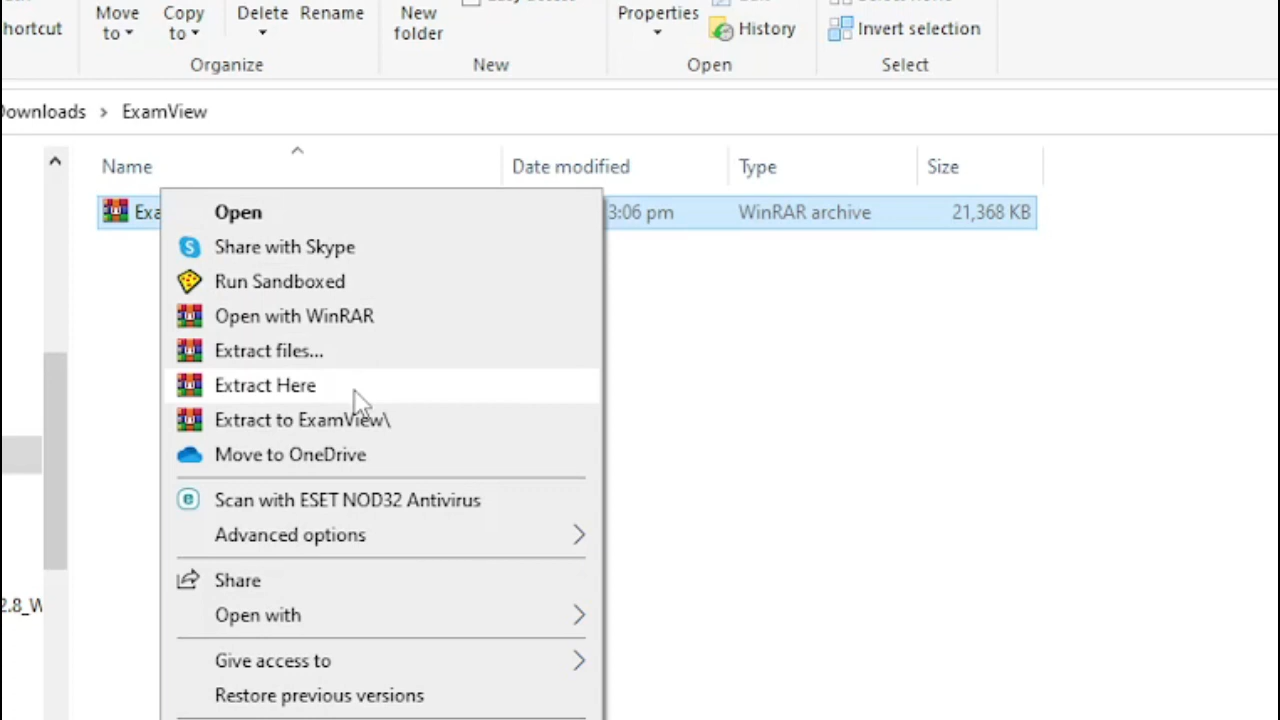 Move to
Copy to
Delete
Rename
New folder
Properties
History
Invert selection
hortcut
Organize
New
Open
Select
Downloads > ExamView
Name
Date modified
Type
Size
Exa
3:06 pm
WinRAR archive
21,368 KB
Open
Share with Skype
Run Sandboxed
Open with WinRAR
Extract files...
Extract Here
Extract to ExamView\
Move to OneDrive
Scan with ESET NOD32 Antivirus
Advanced options
Share
Open with
Give access to
Restore previous versions
2.8_W